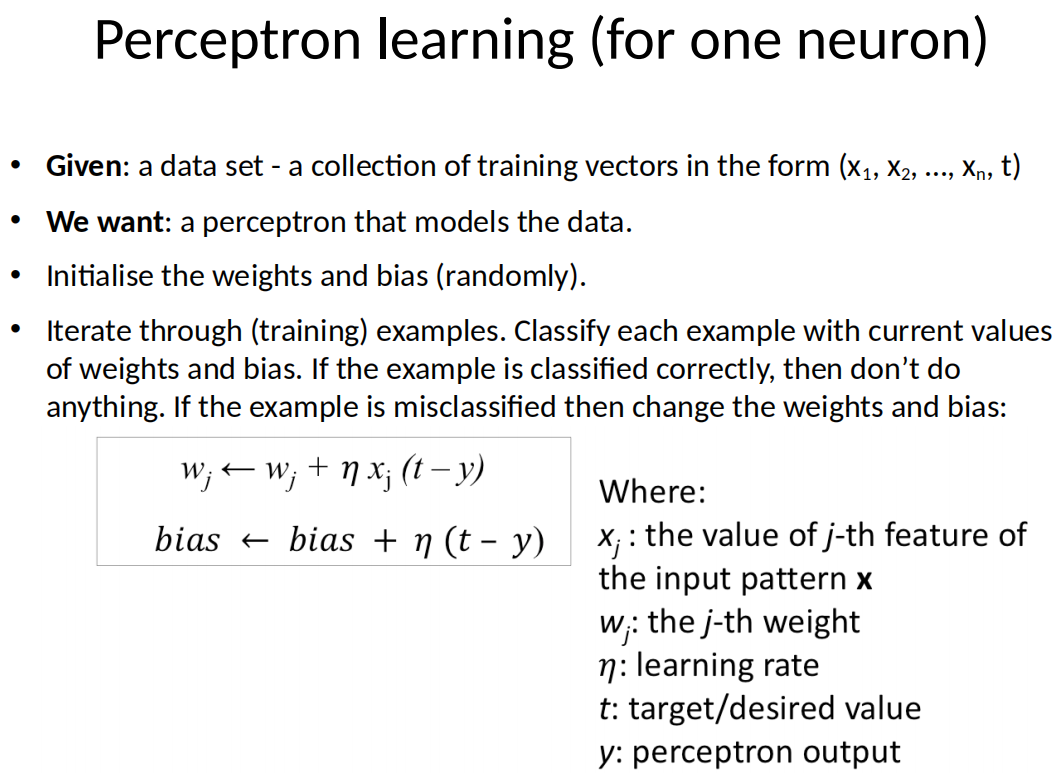 Perceptron learning (for one neuron)
• Given: a data set - a collection of training vectors in the form (x₁, x₂, ..., xₙ, t)
• We want: a perceptron that models the data.
• Initialise the weights and bias (randomly).
• Iterate through (training) examples. Classify each example with current values
of weights and bias. If the example is classified correctly, then don’t do
anything. If the example is misclassified then change the weights and bias:
wⱼ ← wⱼ + η xⱼ (t – y)
bias ← bias + η (t – y)
Where:
xⱼ : the value of j-th feature of
the input pattern x
wⱼ: the j-th weight
η: learning rate
t: target/desired value
y: perceptron output